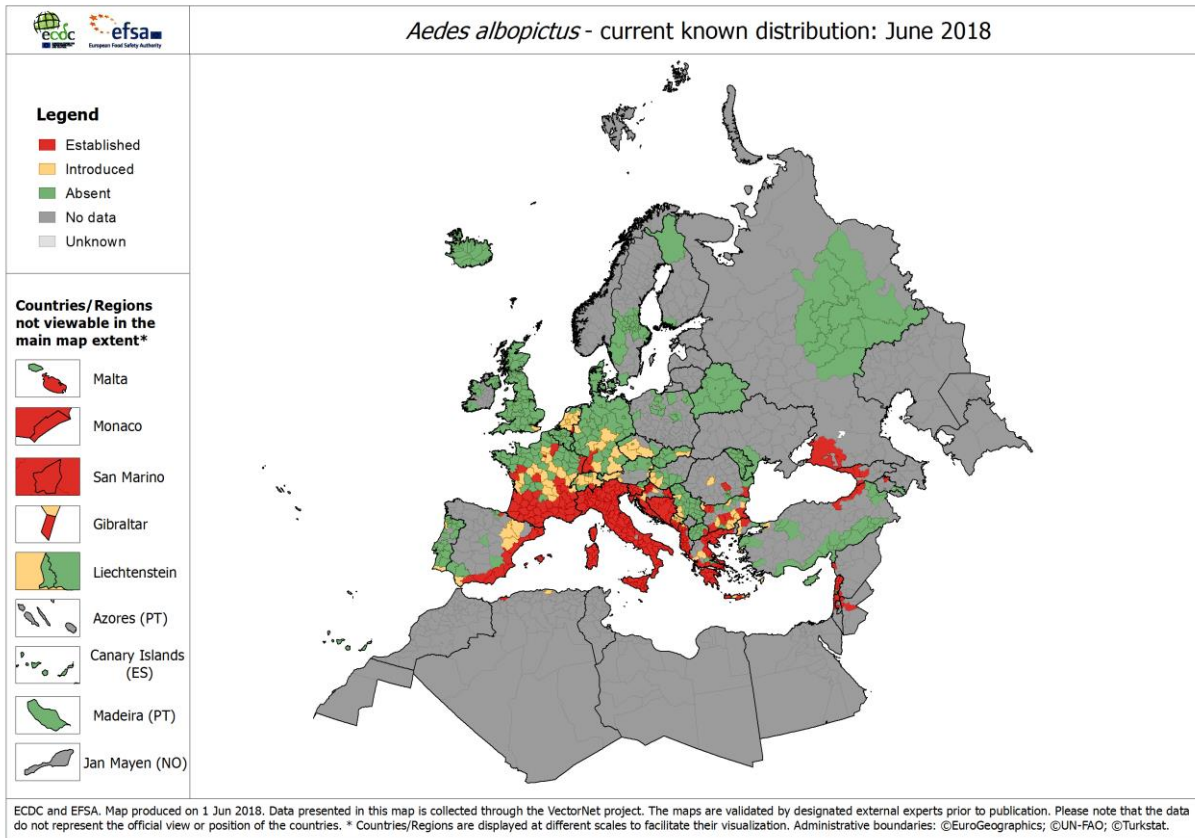 ecdc
efsa
European Food Safety Authority
Aedes albopictus - current known distribution: June 2018
Legend
Established
Introduced
Absent
No data
Unknown
Countries/Regions
not viewable in the
main map extent*
Malta
Monaco
San Marino
Gibraltar
Liechtenstein
Azores (PT)
Canary Islands
(ES)
Madeira (PT)
Jan Mayen (NO)
ECDC and EFSA. Map produced on 1 Jun 2018. Data presented in this map is collected through the VectorNet project. The maps are validated by designated external experts prior to publication. Please note that the data
do not represent the official view or position of the countries. * Countries/Regions are displayed at different scales to facilitate their visualization. Administrative boundaries: ©EuroGeographics; ©UN-FAO; ©Turkstat.